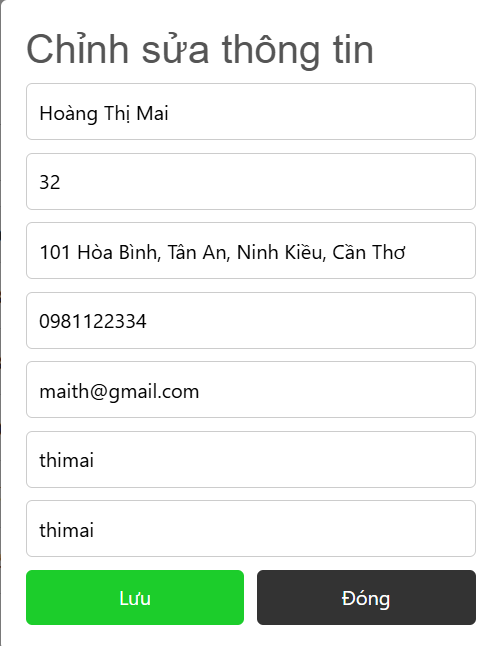 Chỉnh sửa thông tin
Hoàng Thị Mai
32
101 Hòa Bình, Tân An, Ninh Kiều, Cần Thơ
0981122334
maith@gmail.com
thimai
thimai
Lưu
Đóng